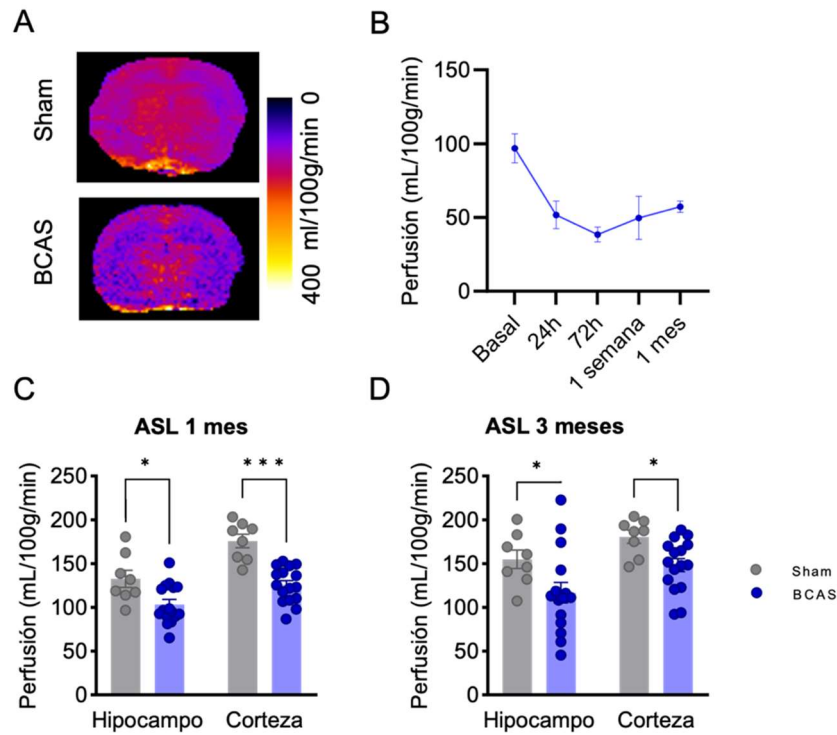 A
Sham
BCAS
400 ml/100g/min 0
B
Perfusión (mL/100g/min)
150
100
50
0
Basal
24h
72h
1 semana
1 mes
C
ASL 1 mes
Perfusión (mL/100g/min)
250
200
150
100
50
0
*
* * *
Hipocampo
Corteza
D
ASL 3 meses
Perfusión (mL/100g/min)
250
200
150
100
50
0
*
*
Hipocampo
Corteza
Sham
BCAS